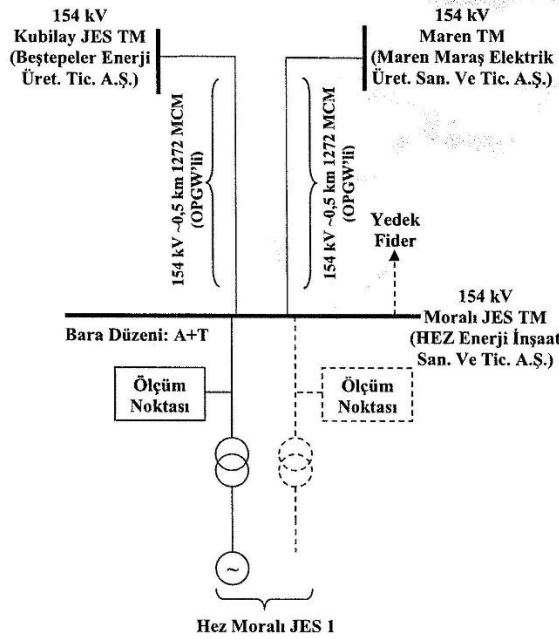 154 kV
Kubilay JES TM
(Beştepeler Enerji
Üret. Tic. A.Ş.)
154 kV
Maren TM
(Maren Maraş Elektrik
Üret. San. Ve Tic. A.Ş.)
154 kV ~0,5 km 1272 MCM
(OPGW'li)
154 kV ~0,5 km 1272 MCM
(OPGW'li)
Yedek
Fider
154 kV
Moralı JES TM
(HEZ Enerji İnşaat
San. Ve Tic. A.Ş.)
Bara Düzeni: A+T
Ölçüm
Noktası
Ölçüm
Noktası
~
Hez Moralı JES 1